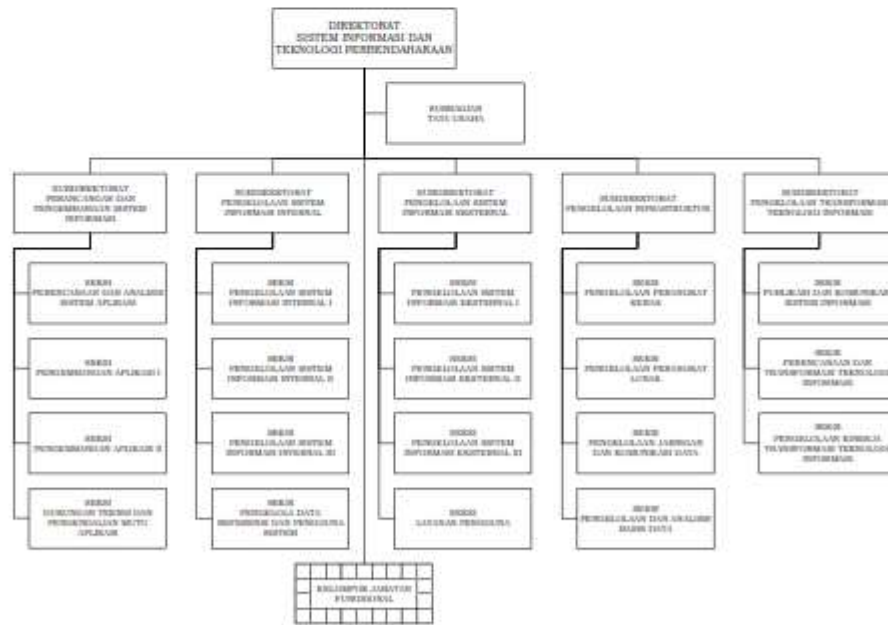 DIREKTORAT
SISTEM INFORMASI DAN
TEKNOLOGI PERBENDAHARAAN
SUBBAGIAN
TATA USAHA
SUBDIREKTORAT
PERANCANGAN DAN
PENGEMBANGAN SISTEM
INFORMASI
SUBDIREKTORAT
PENGELOLAAN SISTEM
INFORMASI INTERNAL
SUBDIREKTORAT
PENGELOLAAN SISTEM
INFORMASI EKSTERNAL
SUBDIREKTORAT
PENGELOLAAN INFRASTRUKTUR
SUBDIREKTORAT
PENGELOLAAN TRANSFORMASI
TEKNOLOGI INFORMASI
SEKSI
PERENCANAAN DAN ANALISIS
SISTEM APLIKASI
SEKSI
PENGELOLAAN SISTEM
INFORMASI INTERNAL I
SEKSI
PENGELOLAAN SISTEM
INFORMASI EKSTERNAL I
SEKSI
PENGELOLAAN PERANGKAT
KERAS
SEKSI
PUBLIKASI DAN KOMUNIKASI
SISTEM INFORMASI
SEKSI
PENGEMBANGAN APLIKASI I
SEKSI
PENGELOLAAN SISTEM
INFORMASI INTERNAL II
SEKSI
PENGELOLAAN SISTEM
INFORMASI EKSTERNAL II
SEKSI
PENGELOLAAN PERANGKAT
LUNAK
SEKSI
PERENCANAAN DAN
TRANSFORMASI TEKNOLOGI
INFORMASI
SEKSI
PENGEMBANGAN APLIKASI II
SEKSI
PENGELOLAAN SISTEM
INFORMASI INTERNAL III
SEKSI
PENGELOLAAN SISTEM
INFORMASI EKSTERNAL III
SEKSI
PENGELOLAAN JARINGAN
DAN KOMUNIKASI DATA
SEKSI
PENGELOLAAN KINERJA
TRANSFORMASI TEKNOLOGI
INFORMASI
SEKSI
DUKUNGAN TEKNIS DAN
PENGENDALIAN MUTU
APLIKASI
SEKSI
PENGELOLA DATA
REFERENSI DAN PENGGUNA
SISTEM
SEKSI
LAYANAN PENGGUNA
SEKSI
PENGELOLAAN DAN ANALISIS
BASIS DATA
KELOMPOK JABATAN
FUNGSIONAL